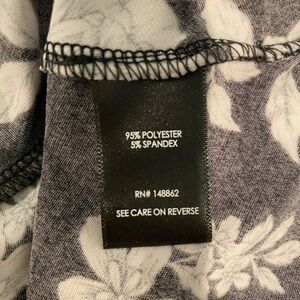 95% POLYESTER
5% SPANDEX
RN# 148862
SEE CARE ON REVERSE